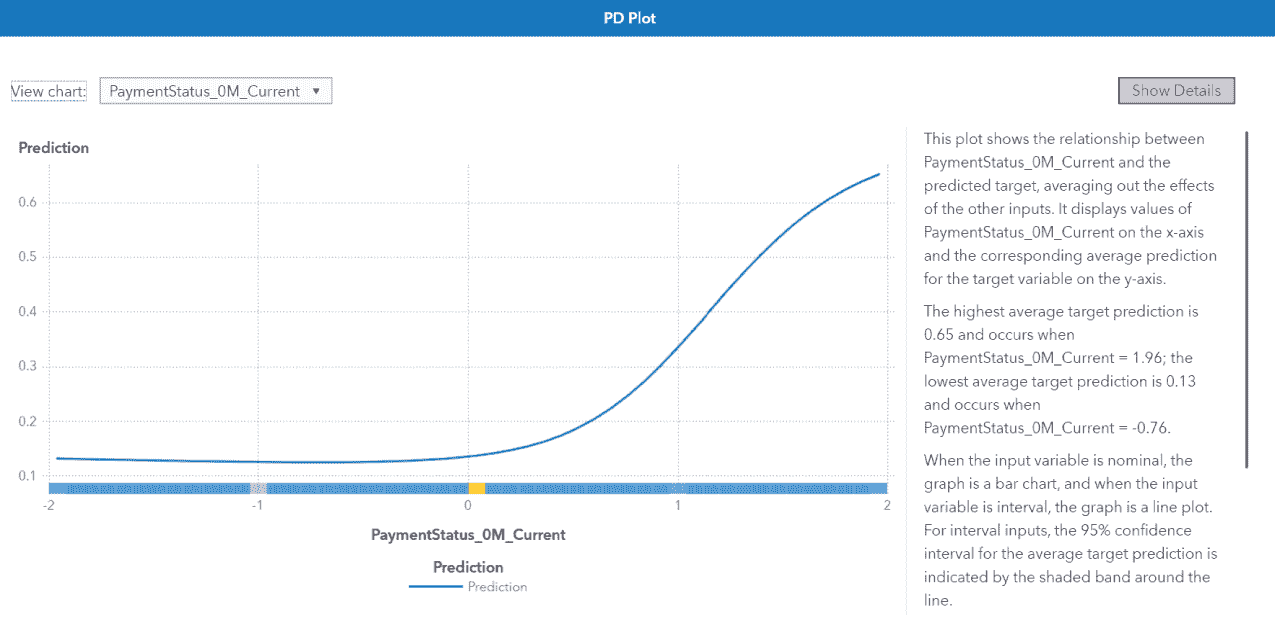 PD Plot
View chart: PaymentStatus_0M_Current ▼ Show Details
Prediction
0.6
0.5
0.4
0.3
0.2
0.1
-2 -1 0 1 2
PaymentStatus_0M_Current
Prediction
Prediction
This plot shows the relationship between
PaymentStatus_0M_Current and the
predicted target, averaging out the effects
of the other inputs. It displays values of
PaymentStatus_0M_Current on the x-axis
and the corresponding average prediction
for the target variable on the y-axis.
The highest average target prediction is
0.65 and occurs when
PaymentStatus_0M_Current = 1.96; the
lowest average target prediction is 0.13
and occurs when
PaymentStatus_0M_Current = -0.76.
When the input variable is nominal, the
graph is a bar chart, and when the input
variable is interval, the graph is a line plot.
For interval inputs, the 95% confidence
interval for the average target prediction is
indicated by the shaded band around the
line.